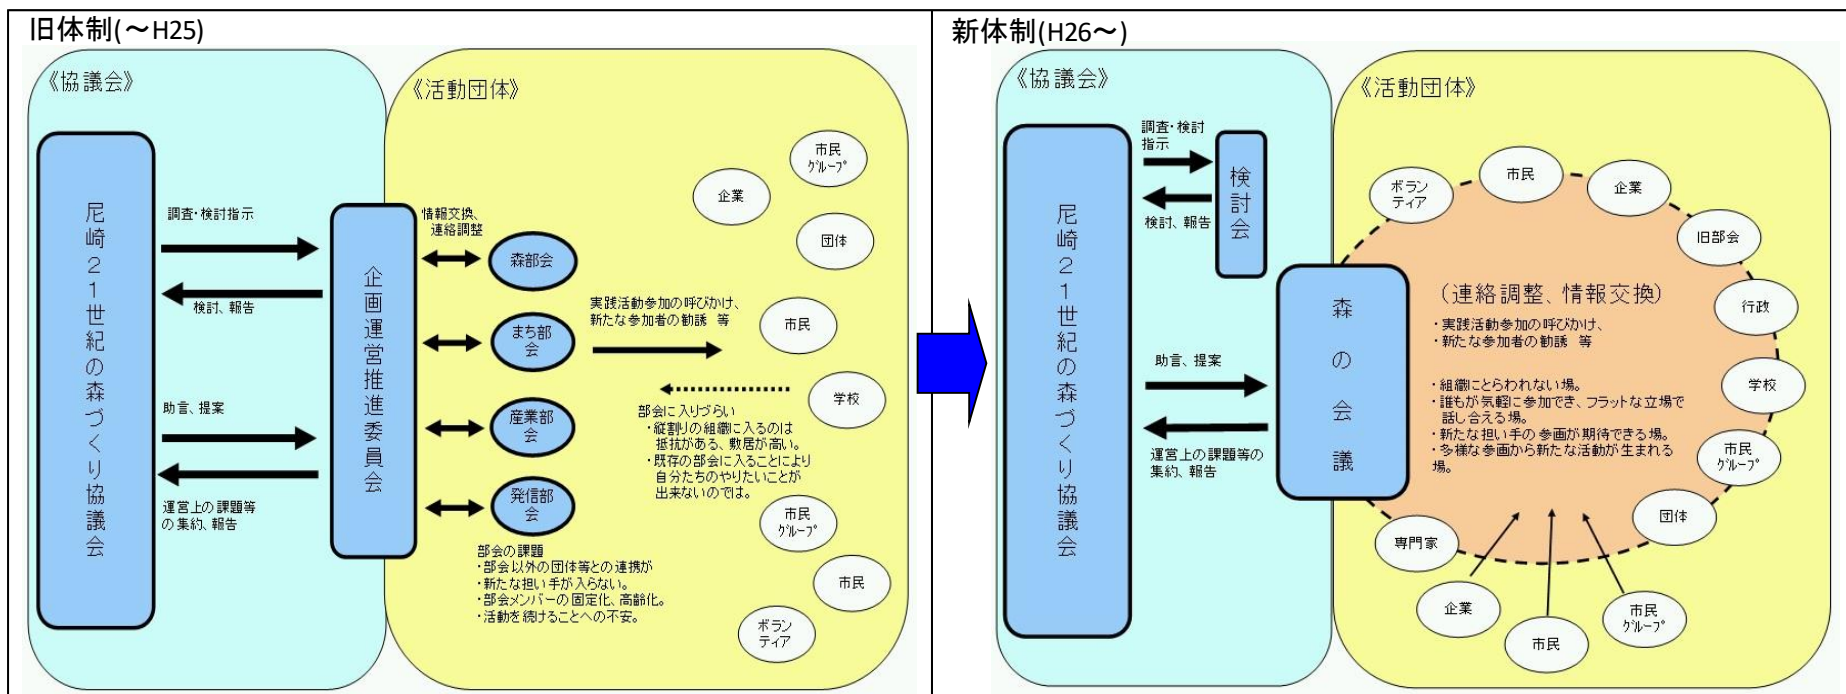 旧体制(～H25)
《協議会》
《活動団体》
尼崎21世紀の森づくり協議会
調査・検討指示
検討、報告
助言、提案
運営上の課題等
の集約、報告
企画運営推進委員会
情報交換、
連絡調整
森部会
まち部
会
産業部
会
発信部
会
実践活動参加の呼びかけ、
新たな参加者の勧誘 等
部会に入りづらい
・縦割りの組織に入るのは
抵抗がある、敷居が高い。
・既存の部会に入ることにより
自分たちのやりたいことが
出来ないのでは。
部会の課題
・部会以外の団体等との連携が
・新たな担い手が入らない。
・部会メンバーの固定化、高齢化。
・活動を続けることへの不安。
市民
グループ
企業
団体
市民
学校
市民
グループ
市民
ボラン
ティア
新体制(H26～)
《協議会》
《活動団体》
尼崎21世紀の森づくり協議会
調査・検討
指示
検討、報告
検討会
助言、提案
運営上の課題等の
集約、報告
森の会議
(連絡調整、情報交換)
・実践活動参加の呼びかけ、
・新たな参加者の勧誘 等
・組織にとらわれない場。
・誰もが気軽に参加でき、フラットな立場で
話し合える場。
・新たな担い手の参画が期待できる場。
・多様な参画から新たな活動が生まれる
場。
ボラン
ティア
市民
企業
旧部会
行政
学校
市民
グループ
団体
専門家
企業
市民
市民
グループ